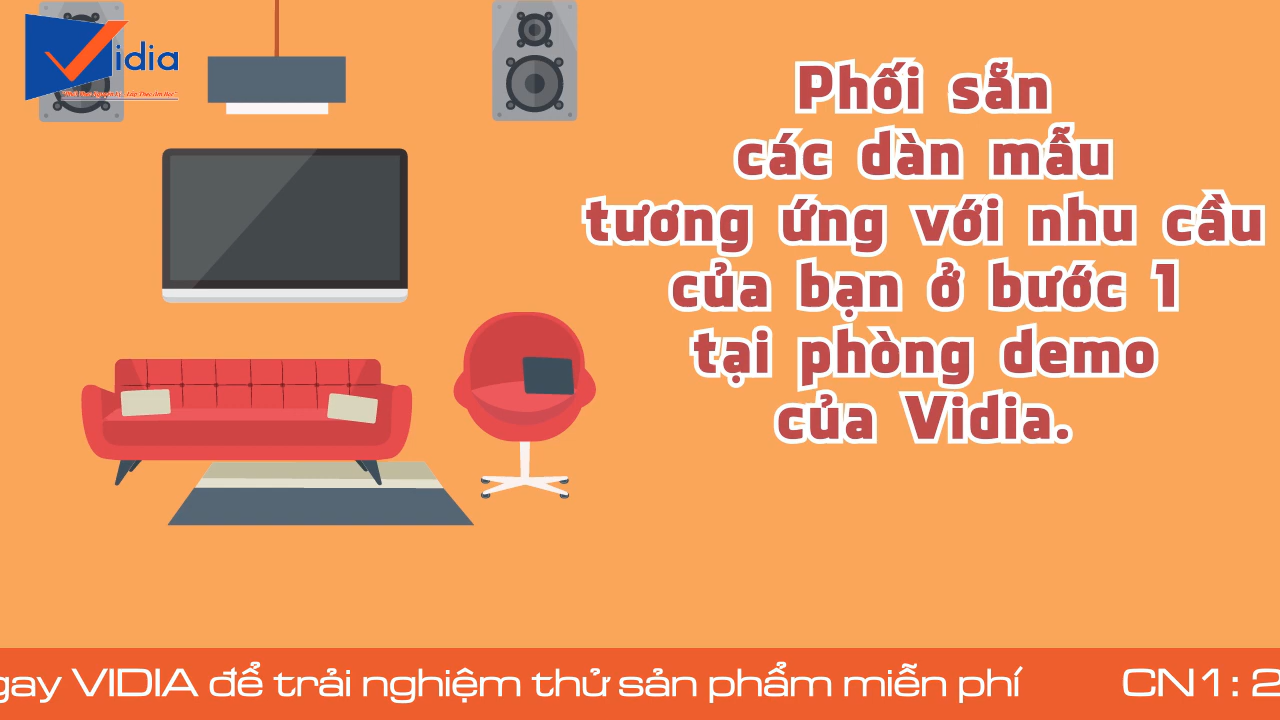 Vidia
Phối sẵn
các dàn mẫu
tương ứng với nhu cầu
của bạn ở bước 1
tại phòng demo
của Vidia.
gay VIDIA để trải nghiệm thử sản phẩm miễn phí CN1: 2